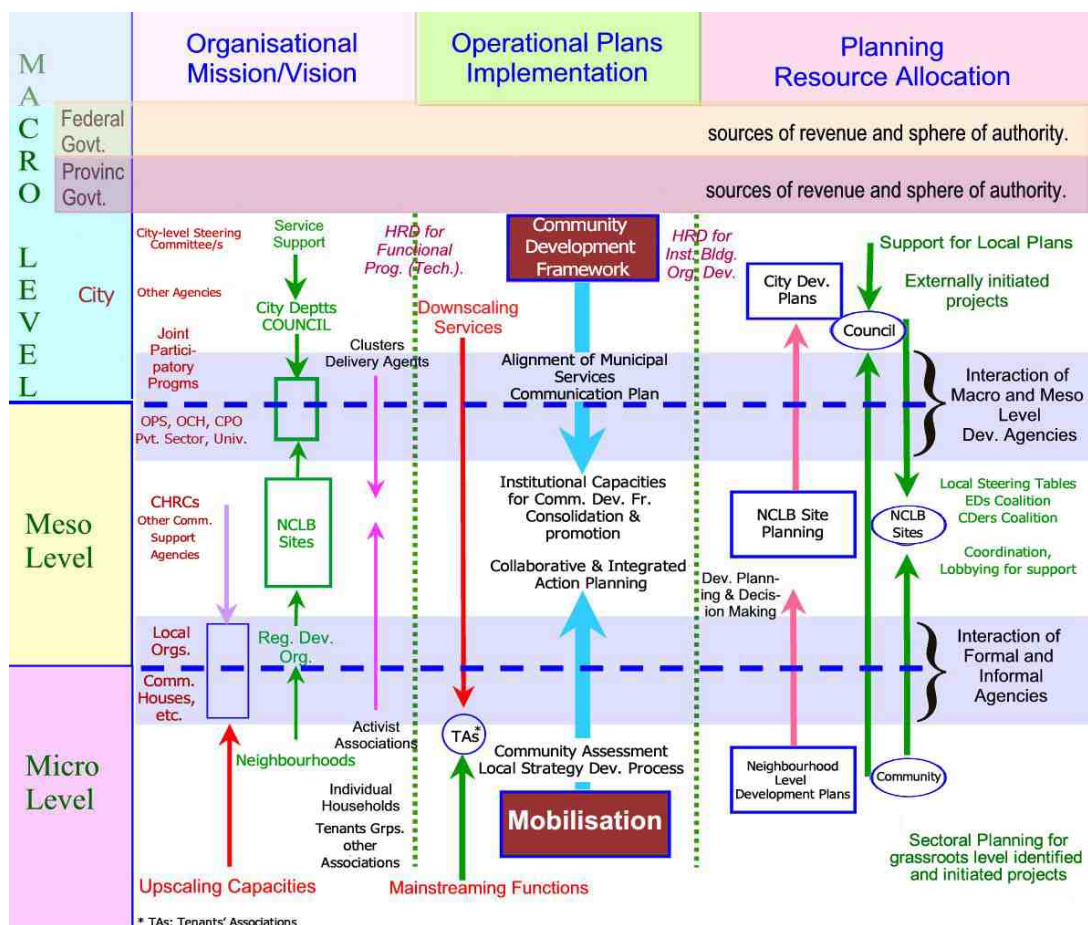 MACRO LEVEL
Organisational
Mission/Vision
Operational Plans
Implementation
Planning
Resource Allocation
Federal
Govt.
sources of revenue and sphere of authority.
Provinc
Govt.
sources of revenue and sphere of authority.
City
City-level Steering
Committee/s
Other Agencies
Joint
Partici-
patory
Progms
OPS, OCH, CPO
Pvt. Sector, Univ.
Service
Support
City Deptts
COUNCIL
HRD for
Functional
Prog. (Tech.).
Clusters
Delivery Agents
Downscaling
Services
Community
Development
Framework
Alignment of Municipal
Services
Communication Plan
HRD for
Inst. Bldg.
Org. Dev.
City Dev.
Plans
Support for Local Plans
Externally initiated
projects
Council
Interaction of
Macro and Meso
Level
Dev. Agencies
Meso
Level
CHRCs
Other Comm.
Support
Agencies
NCLB
Sites
Institutional Capacities
for Comm. Dev. Fr.
Consolidation &
promotion
Collaborative & Integrated
Action Planning
NCLB Site
Planning
Dev. Plann-
ing & Decis-
ion Making
NCLB
Sites
Local Steering Tables
EDs Coalition
CDers Coalition
Coordination,
Lobbying for support
Local
Orgs.
Reg. Dev.
Org.
Interaction of
Formal and
Informal
Agencies
Micro
Level
Comm.
Houses,
etc.
Neighbourhoods
Activist
Associations
Individual
Households
Tenants Grps.
other
Associations
TAs*
Community Assessment
Local Strategy Dev. Process
Mobilisation
Neighbourhood
Level
Development Plans
Community
Sectoral Planning for
grassroots level identified
and initiated projects
Upscaling Capacities
Mainstreaming Functions
* TAs: Tenants' Associations